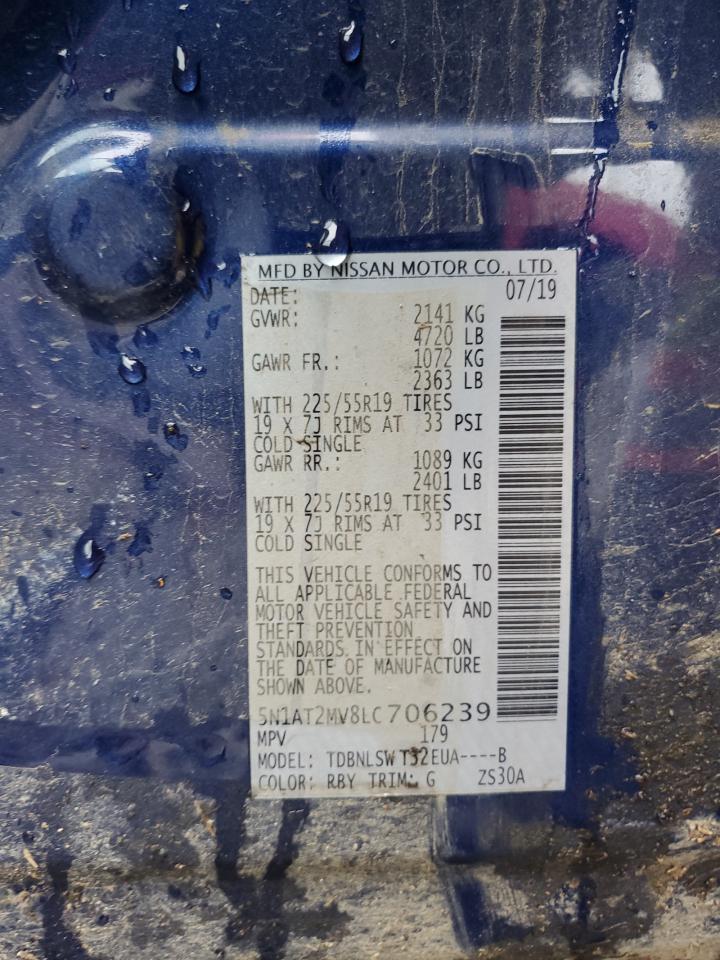 MFD BY NISSAN MOTOR CO., LTD.
DATE: 07/19
GVWR: 2141 KG
4720 LB
GAWR FR.: 1072 KG
2363 LB
WITH 225/55R19 TIRES
19 X 7J RIMS AT 33 PSI
COLD SINGLE
GAWR RR.: 1089 KG
2401 LB
WITH 225/55R19 TIRES
19 X 7J RIMS AT 33 PSI
COLD SINGLE
THIS VEHICLE CONFORMS TO
ALL APPLICABLE FEDERAL
MOTOR VEHICLE SAFETY AND
THEFT PREVENTION
STANDARDS IN EFFECT ON
THE DATE OF MANUFACTURE
SHOWN ABOVE.
5N1AT2MV8LC706239
MPV 179
MODEL: TDBNLSW T32EUA----B
COLOR: RBY TRIM: G ZS30A